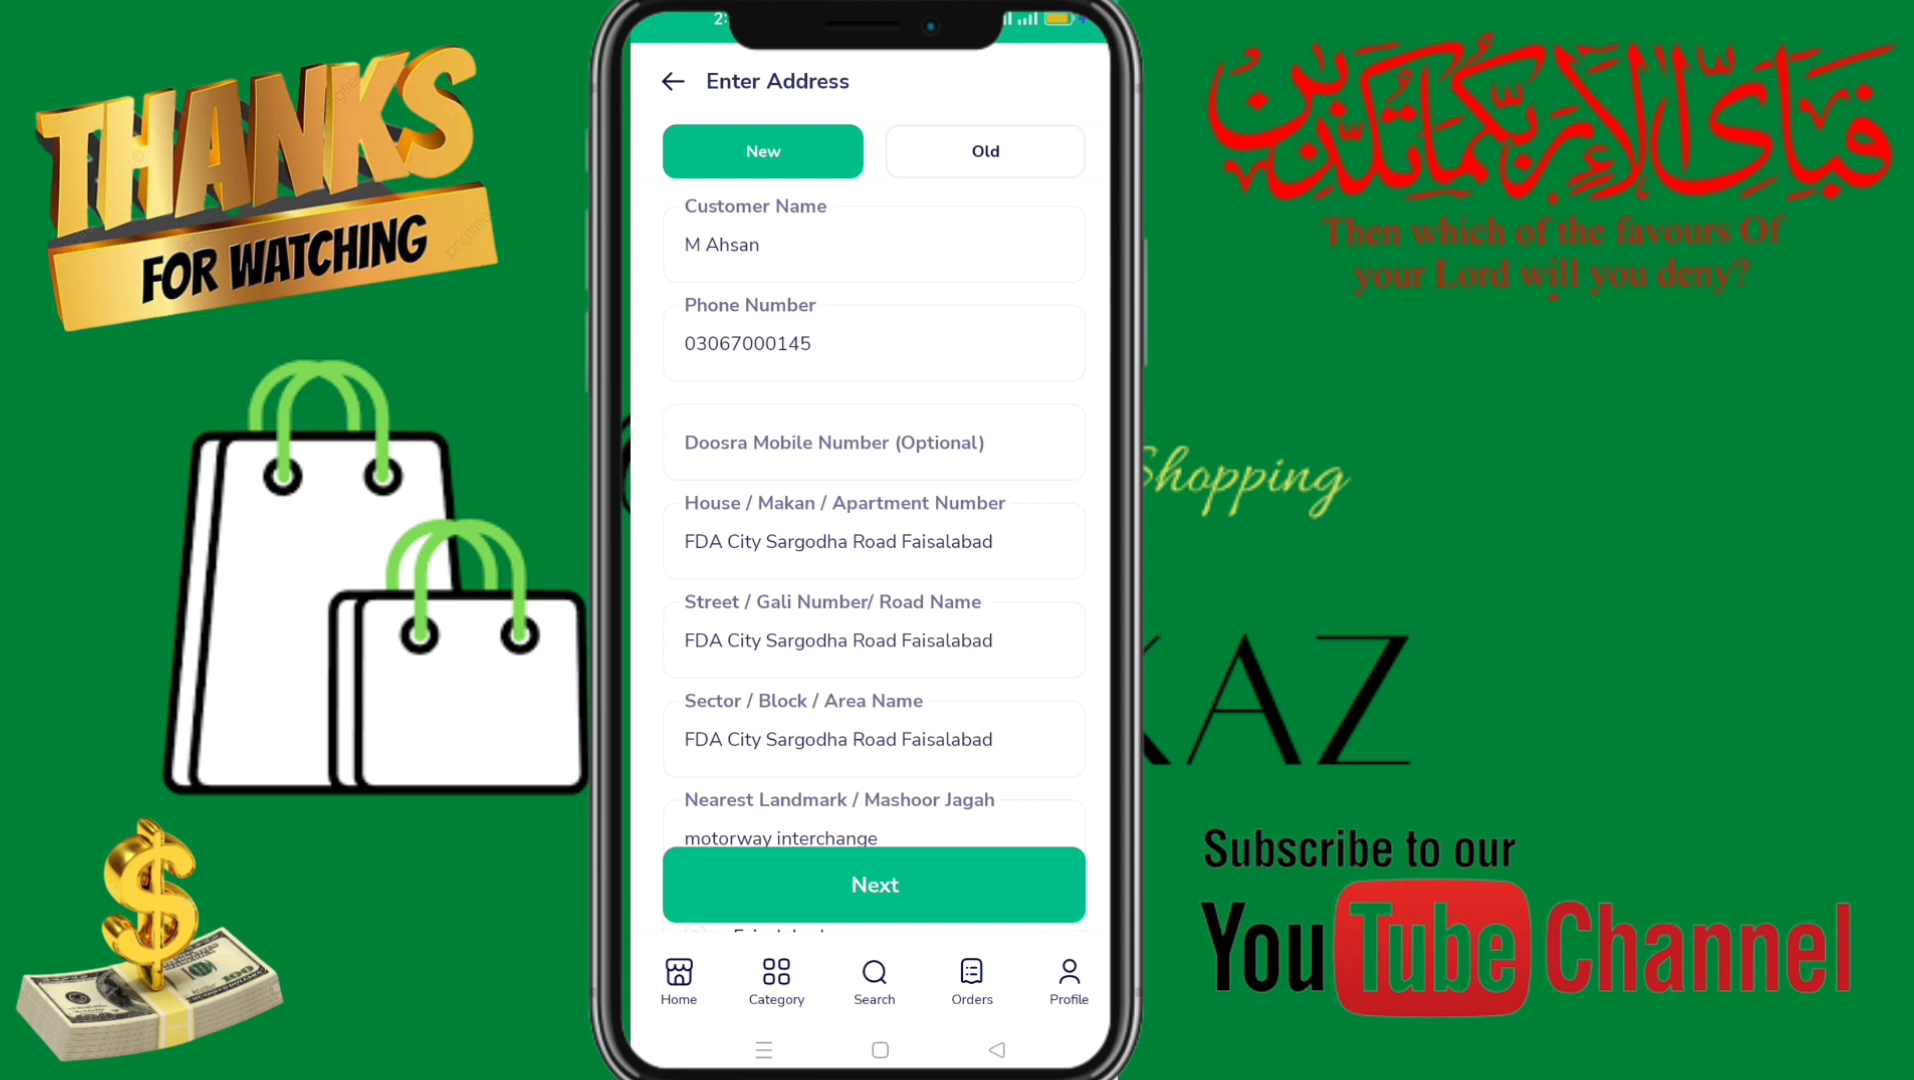 THANKS
FOR WATCHING
pngtree
2:
Enter Address
New
Old
Customer Name
M Ahsan
Phone Number
03067000145
Doosra Mobile Number (Optional)
House / Makan / Apartment Number
FDA City Sargodha Road Faisalabad
Street / Gali Number/ Road Name
FDA City Sargodha Road Faisalabad
Sector / Block / Area Name
FDA City Sargodha Road Faisalabad
Nearest Landmark / Mashoor Jagah
motorway interchange
Next
Home
Category
Search
Orders
Profile
فَبِأَيِّ آلَاءِ رَبِّكُمَا تُكَذِّبَانِ
Then which of the favours Of
your Lord will you deny?
Shopping
KAZ
Subscribe to our
YouTube Channel
100